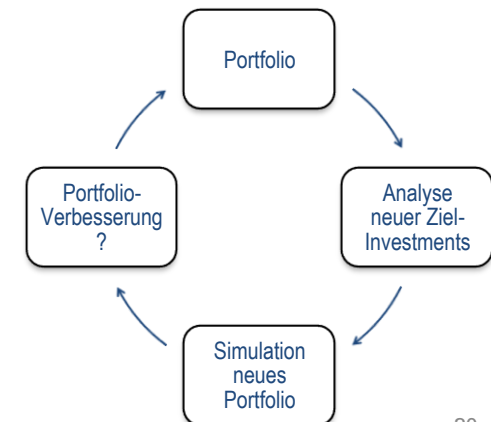 Portfolio
Portfolio-
Verbesserung
?
Analyse
neuer Ziel-
Investments
Simulation
neues
Portfolio